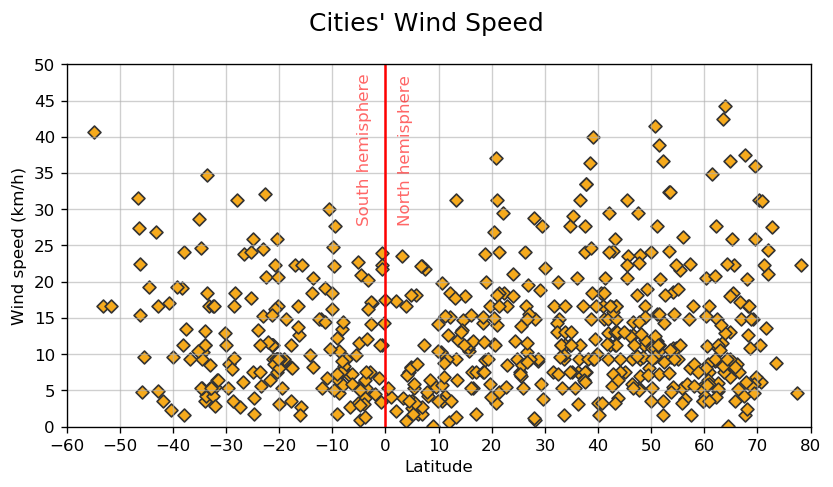 Cities' Wind Speed
50
45
40
35
30
25
20
15
10
5
0
Wind speed (km/h)
South hemisphere
North hemisphere
−60 −50 −40 −30 −20 −10 0 10 20 30 40 50 60 70 80
Latitude